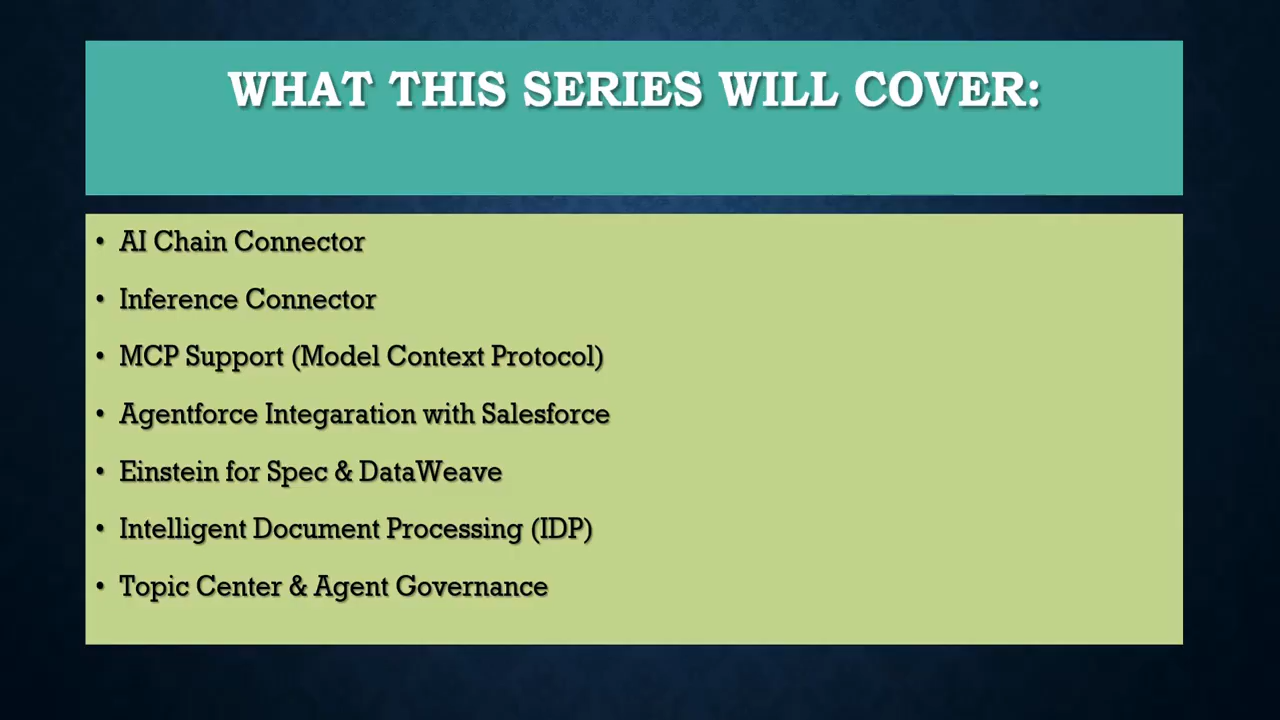 WHAT THIS SERIES WILL COVER:
• AI Chain Connector
• Inference Connector
• MCP Support (Model Context Protocol)
• Agentforce Integaration with Salesforce
• Einstein for Spec & DataWeave
• Intelligent Document Processing (IDP)
• Topic Center & Agent Governance